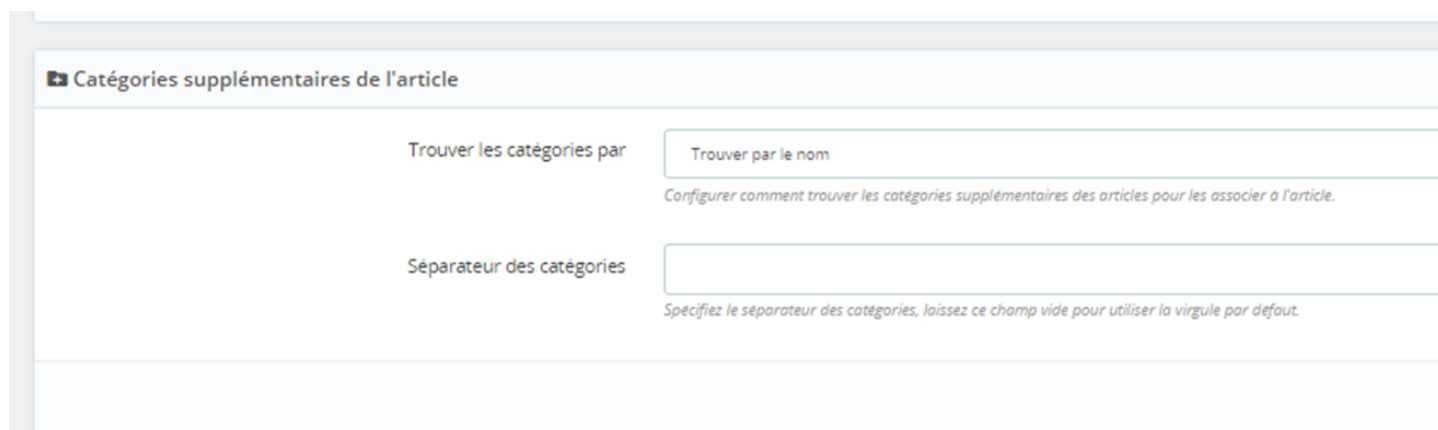 Catégories supplémentaires de l'article
Trouver les catégories par
Trouver par le nom
Configurer comment trouver les catégories supplémentaires des articles pour les associer à l'article.
Séparateur des catégories
Spécifiez le séparateur des catégories, laissez ce champ vide pour utiliser la virgule par défaut.